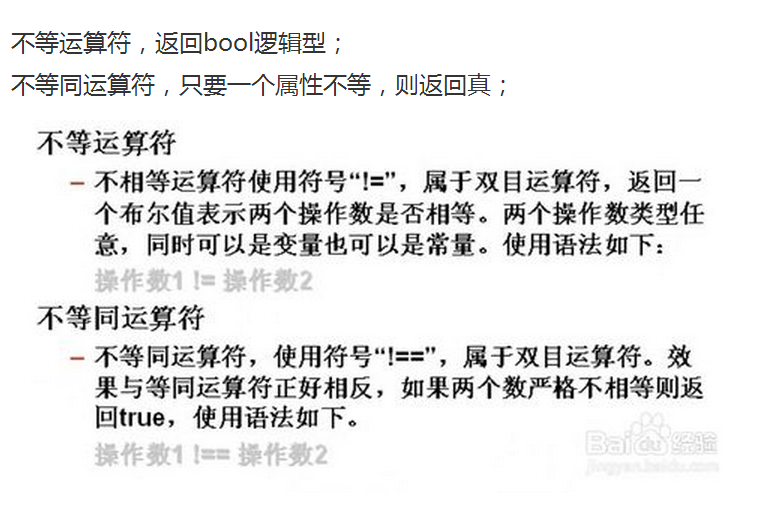 不等运算符，返回bool逻辑型；
不等同运算符，只要一个属性不等，则返回真；
不等运算符
– 不相等运算符使用符号“!=”，属于双目运算符，返回一
个布尔值表示两个操作数是否相等。两个操作数类型任
意，同时可以是变量也可以是常量。使用语法如下：
操作数1 != 操作数2
不等同运算符
– 不等同运算符，使用符号“!==”，属于双目运算符。效
果与等同运算符正好相反，如果两个数严格不相等则返
回true，使用语法如下。
操作数1 !== 操作数2
Baidu经验
jingyan.baidu.com